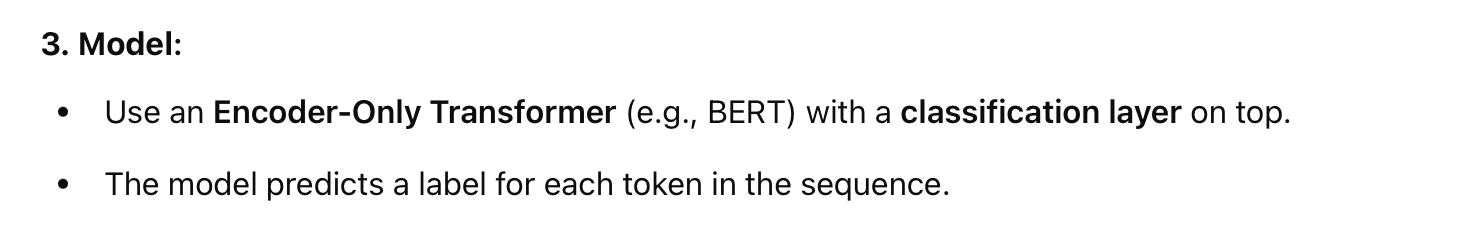 3. Model:
• Use an Encoder-Only Transformer (e.g., BERT) with a classification layer on top.
• The model predicts a label for each token in the sequence.